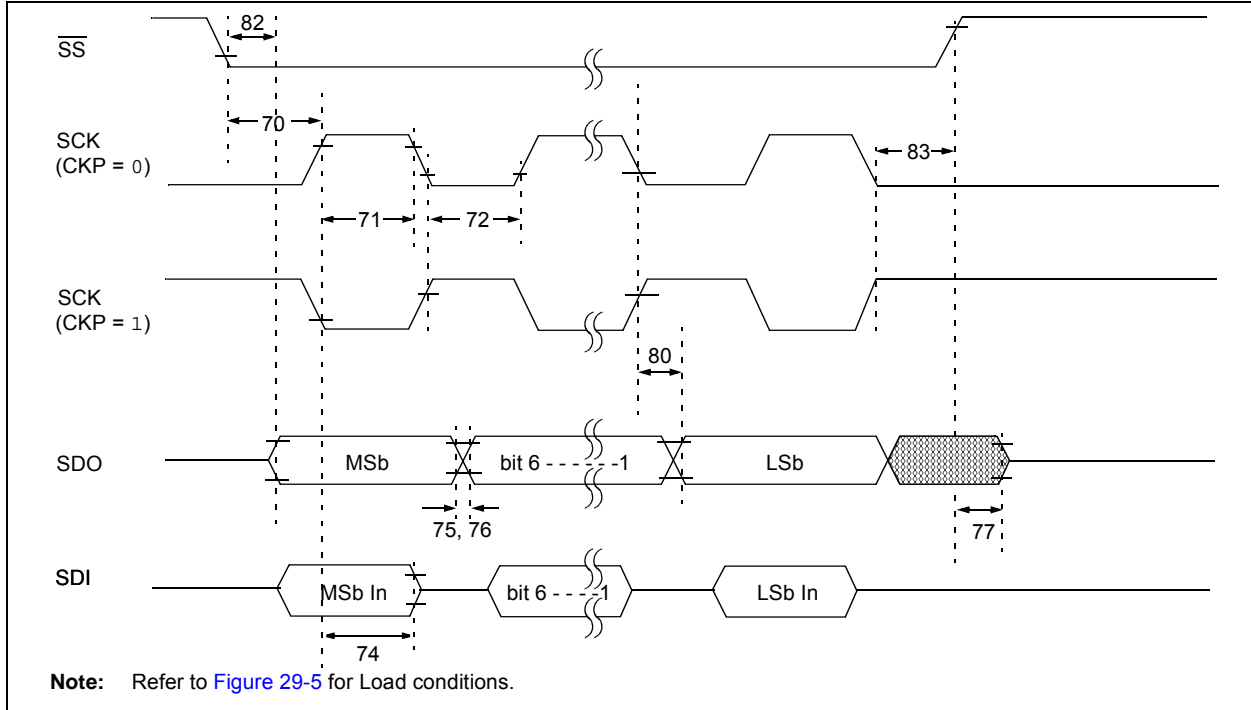 82
SS
70
SCK
(CKP = 0)
83
71
72
SCK
(CKP = 1)
80
SDO
MSb
bit 6 - - - - - -1
LSb
75, 76
77
SDI
MSb In
bit 6 - - - -1
LSb In
74
Note: Refer to Figure 29-5 for Load conditions.